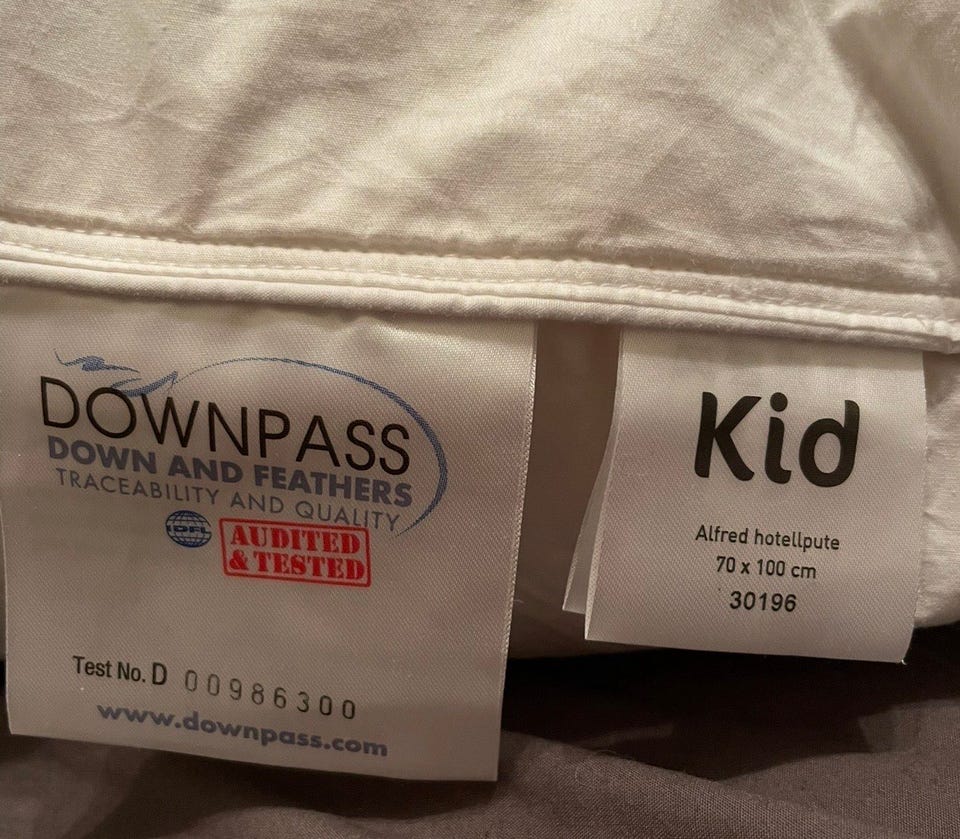 DOWNPASS
DOWN AND FEATHERS
TRACEABILITY AND QUALITY
IDFL
AUDITED
& TESTED
Test No. D 00986300
www.downpass.com
Kid
Alfred hotellpute
70 x 100 cm
30196